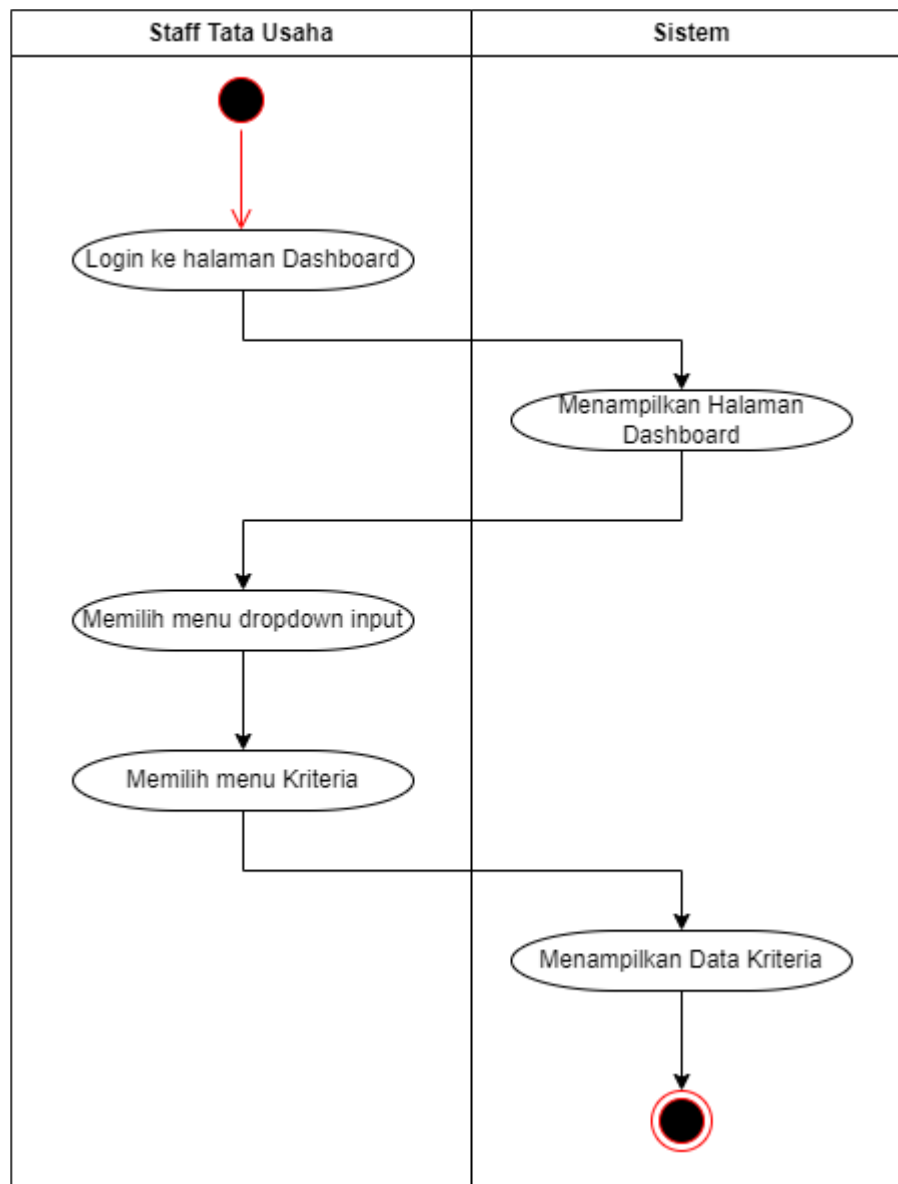 Staff Tata Usaha
Sistem
Login ke halaman Dashboard
Menampilkan Halaman
Dashboard
Memilih menu dropdown input
Memilih menu Kriteria
Menampilkan Data Kriteria